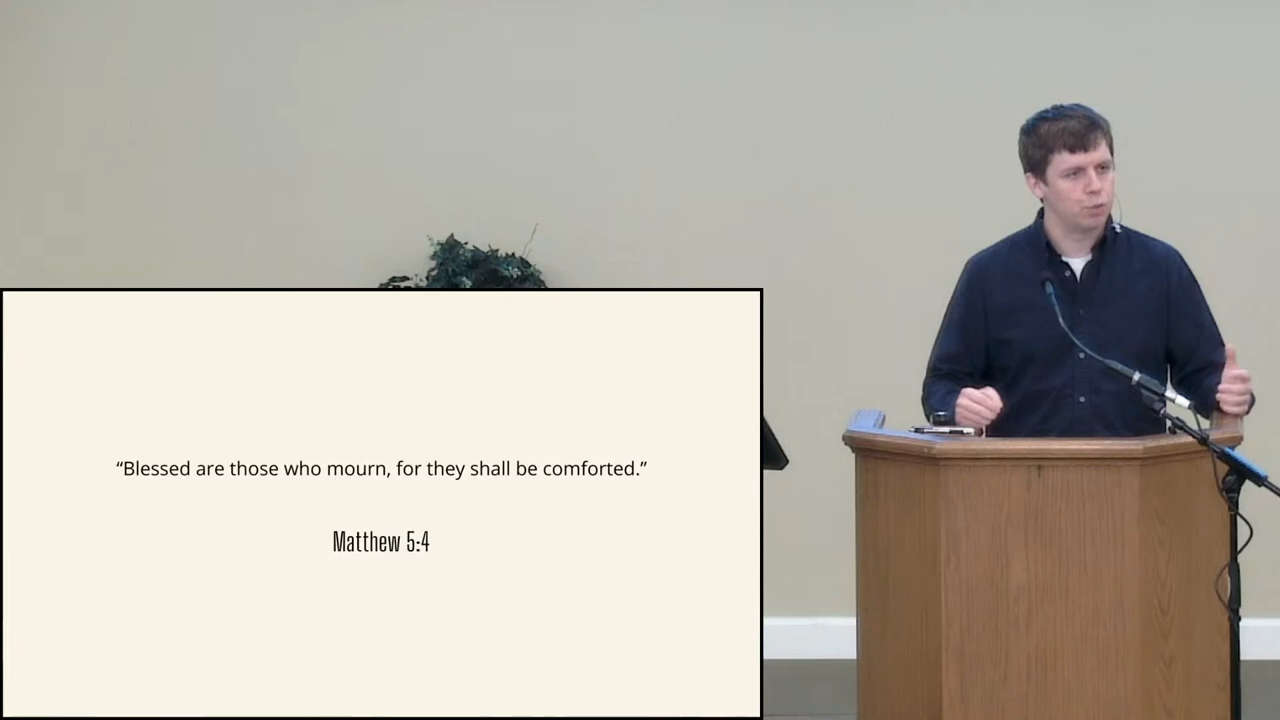 “Blessed are those who mourn, for they shall be comforted.”
Matthew 5:4